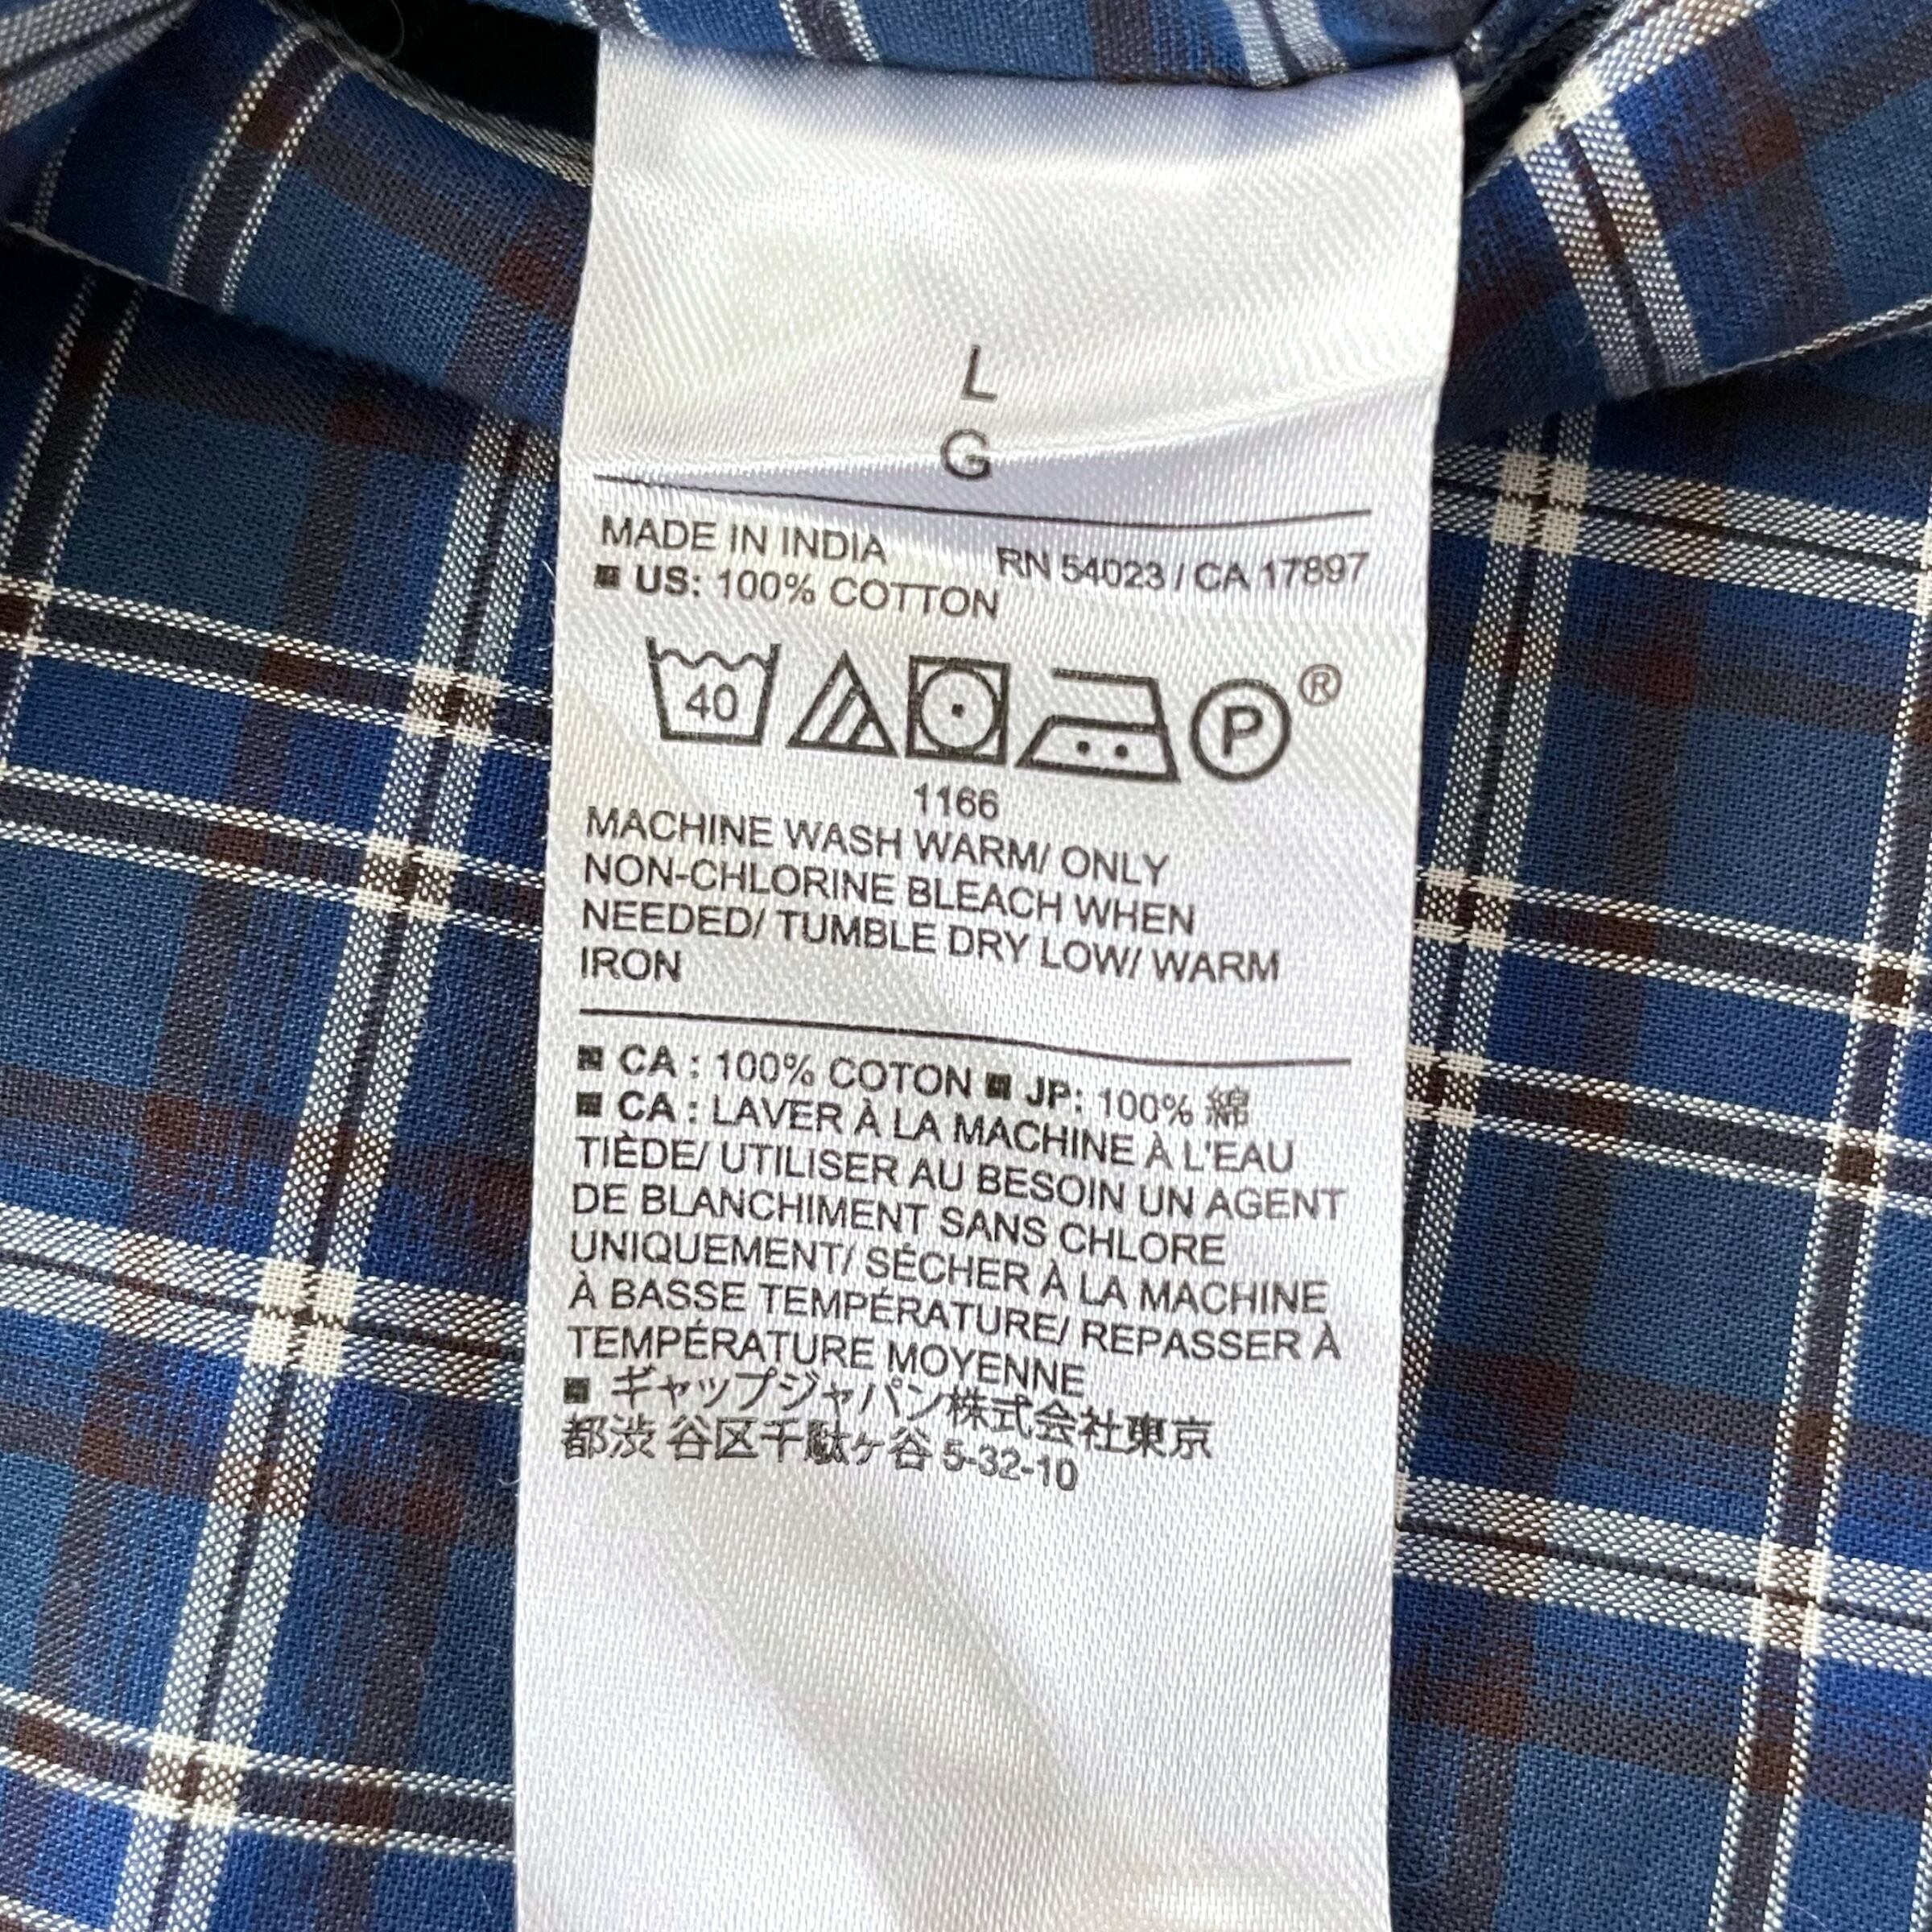 L
G
MADE IN INDIA RN 54023 / CA 17897
■ US: 100% COTTON
40 P ®
1166
MACHINE WASH WARM/ ONLY
NON-CHLORINE BLEACH WHEN
NEEDED/ TUMBLE DRY LOW/ WARM
IRON
■ CA : 100% COTON ■ JP: 100% 綿
■ CA : LAVER À LA MACHINE À L'EAU
TIÈDE/ UTILISER AU BESOIN UN AGENT
DE BLANCHIMENT SANS CHLORE
UNIQUEMENT/ SÉCHER À LA MACHINE
À BASSE TEMPÉRATURE/ REPASSER À
TEMPÉRATURE MOYENNE
■ ギャップジャパン株式会社東京
都渋 谷区千駄ヶ谷 5-32-10